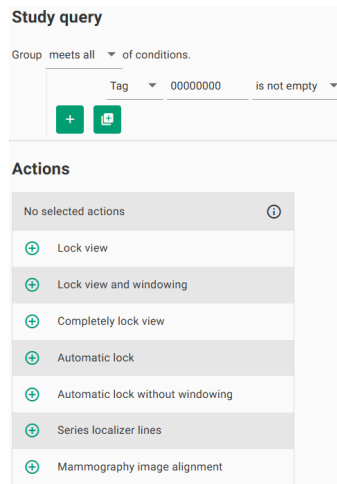 Study query
Group meets all of conditions.
Tag 00000000 is not empty
+
Actions
No selected actions
Lock view
Lock view and windowing
Completely lock view
Automatic lock
Automatic lock without windowing
Series localizer lines
Mammography image alignment